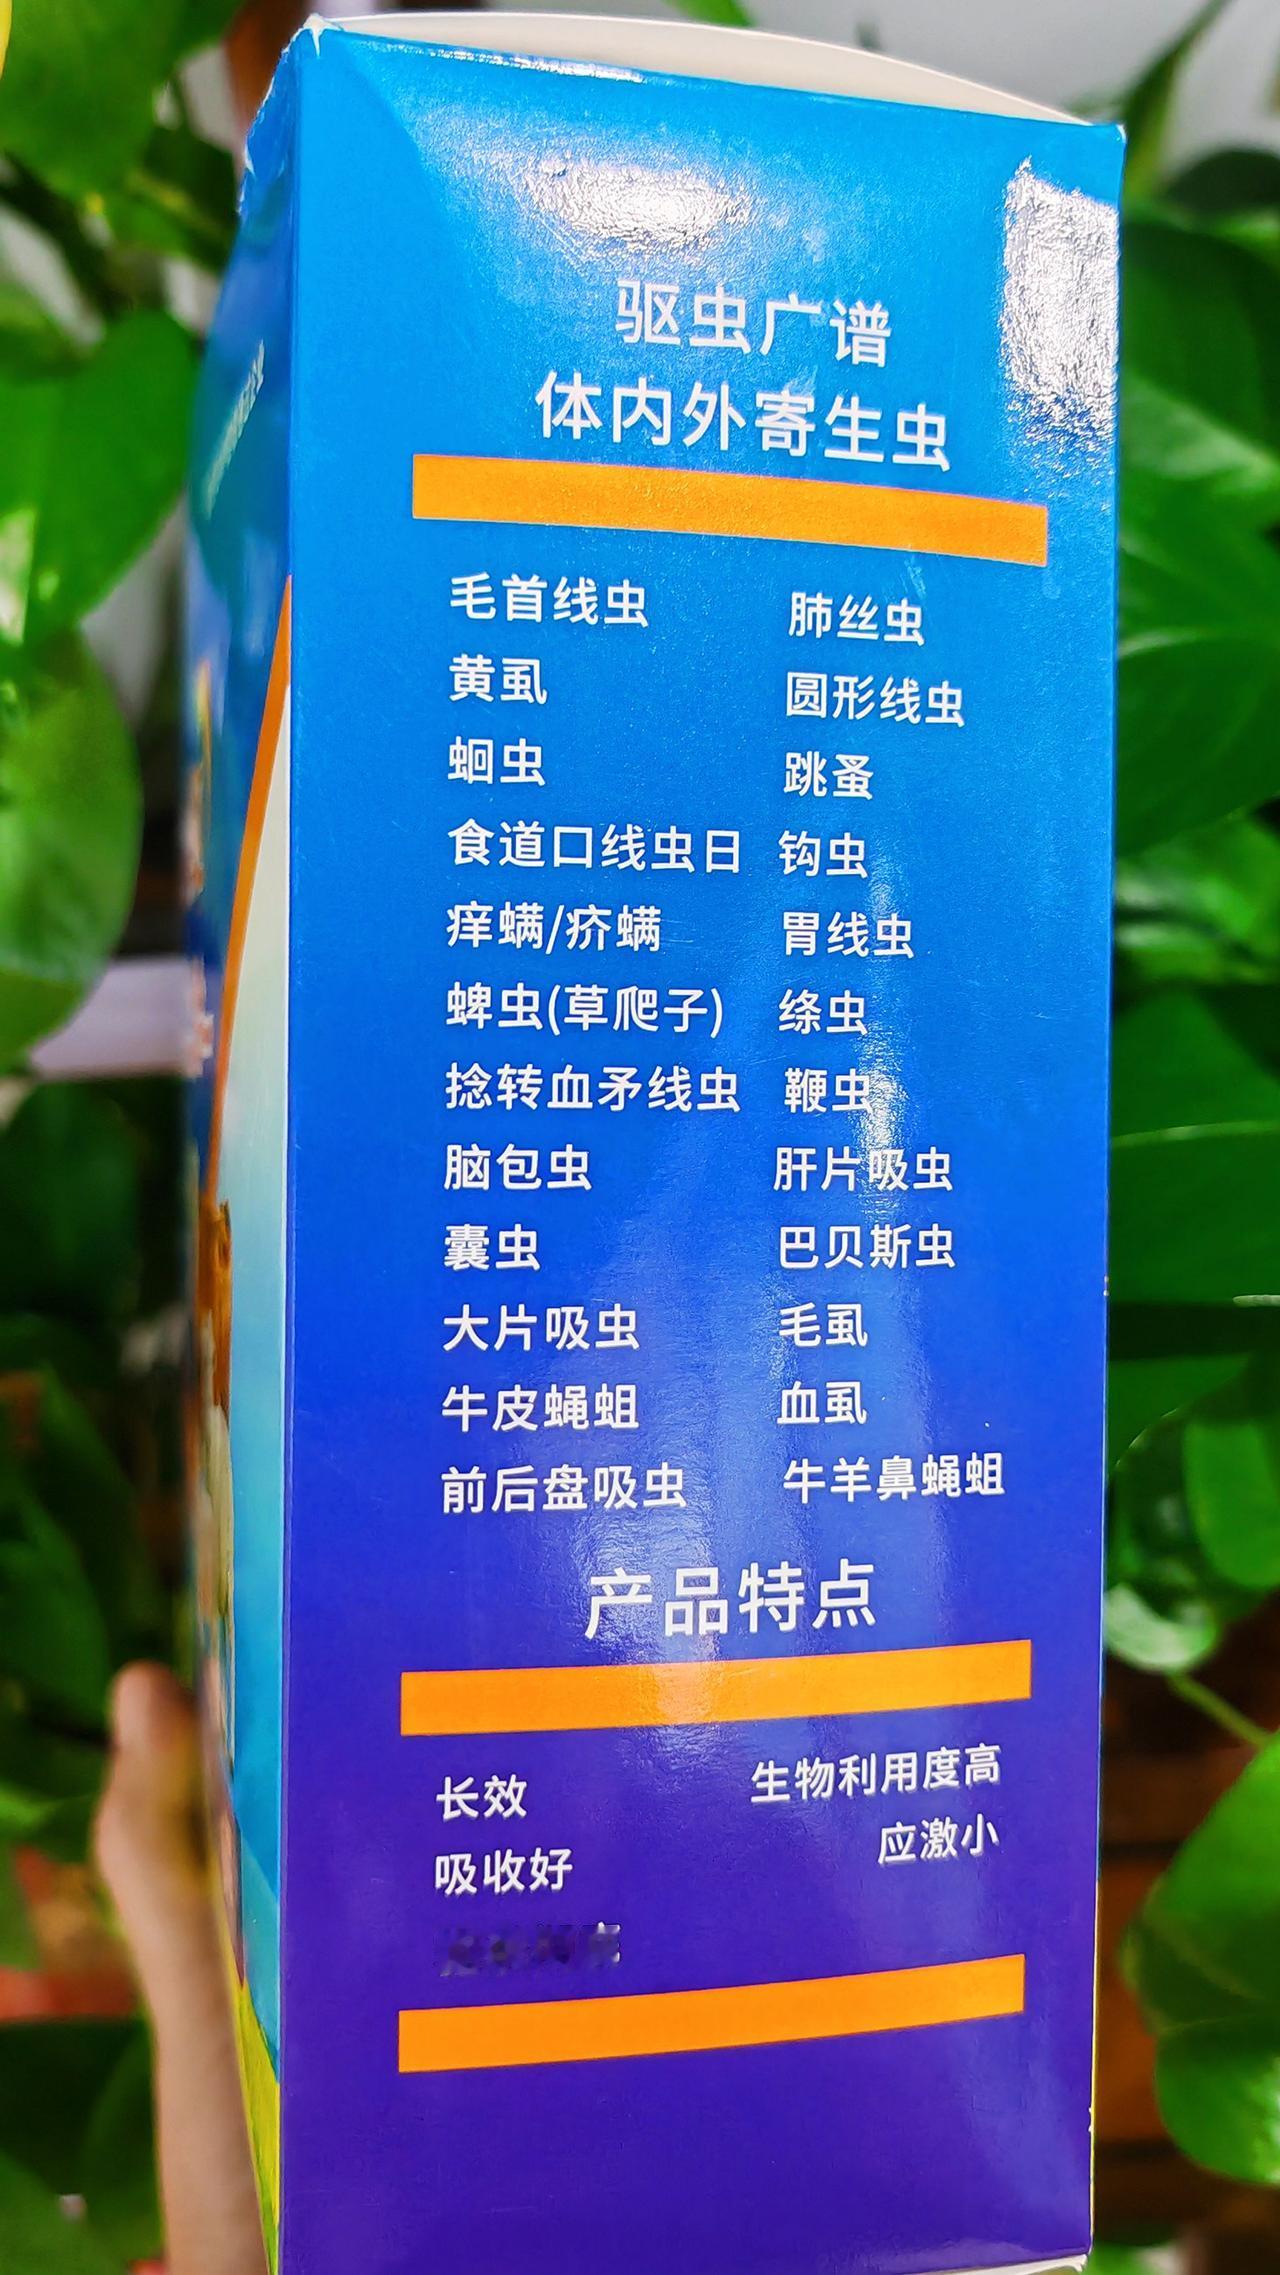 驱虫广谱
体内外寄生虫
毛首线虫 肺丝虫
黄虱 圆形线虫
蛔虫 跳蚤
食道口线虫日 钩虫
痒螨/疥螨 胃线虫
蜱虫(草爬子) 绦虫
捻转血矛线虫 鞭虫
脑包虫 肝片吸虫
囊虫 巴贝斯虫
大片吸虫 毛虱
牛皮蝇蛆 血虱
前后盘吸虫 牛羊鼻蝇蛆
产品特点
长效 生物利用度高
吸收好 应激小